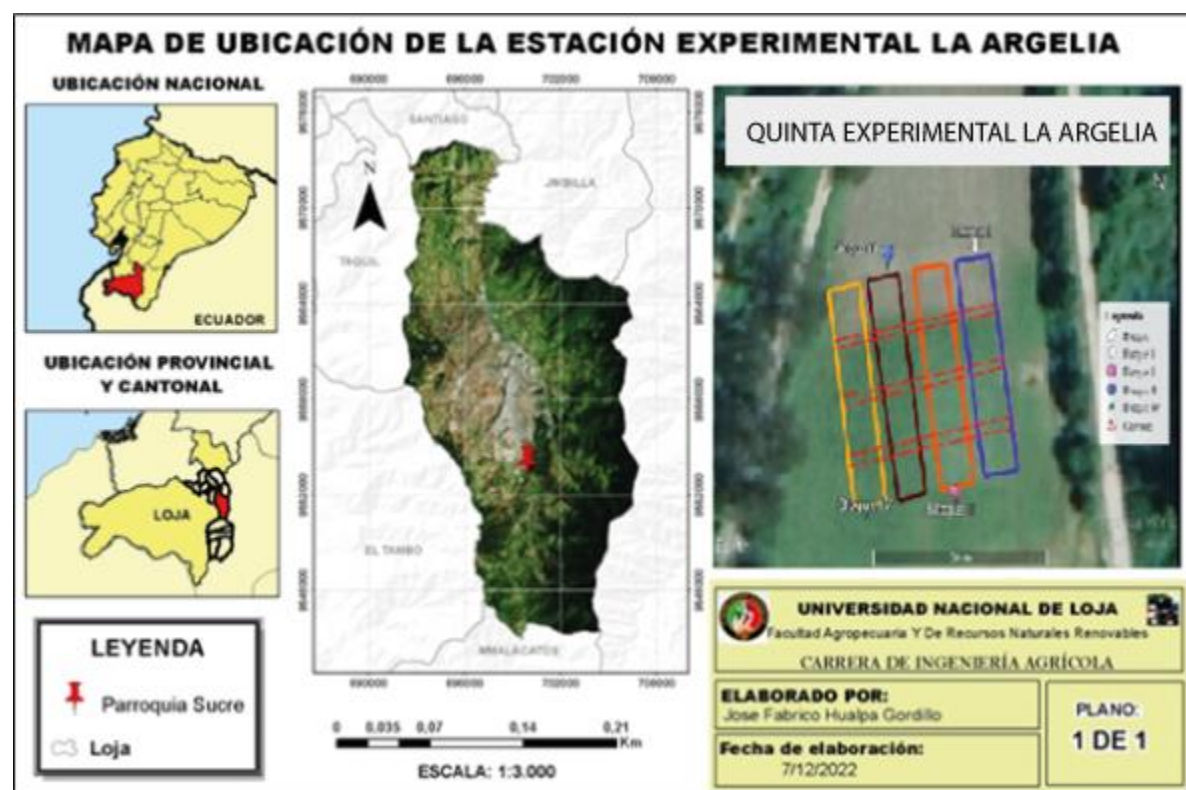 MAPA DE UBICACIÓN DE LA ESTACIÓN EXPERIMENTAL LA ARGELIA
UBICACIÓN NACIONAL
ECUADOR
UBICACIÓN PROVINCIAL
Y CANTONAL
LOJA
LEYENDA
Parroquia Sucre
Loja
690000 696000 702000 708000
SANTIAGO
JIMBILLA
TAQUIL
EL TAMBO
N
690000 696000 702000 708000
0 0,035 0,07 0,14 0,21
Km
ESCALA: 1:3.000
QUINTA EXPERIMENTAL LA ARGELIA
UNIVERSIDAD NACIONAL DE LOJA
Facultad Agropecuaria Y De Recursos Naturales Renovables
CARRERA DE INGENIERÍA AGRÍCOLA
ELABORADO POR:
Jose Fabrico Hualpa Gordillo
Fecha de elaboración:
7/12/2022
PLANO:
1 DE 1